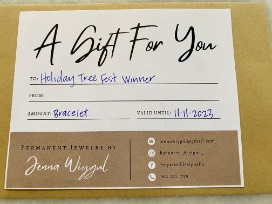 A Gift For You
TO: Holiday Tree Fest Winner
FROM:
AMOUNT: Bracelet VALID UNTIL: 11.11.2023
PERMANENT JEWELRY BY
Jenna Wizgul